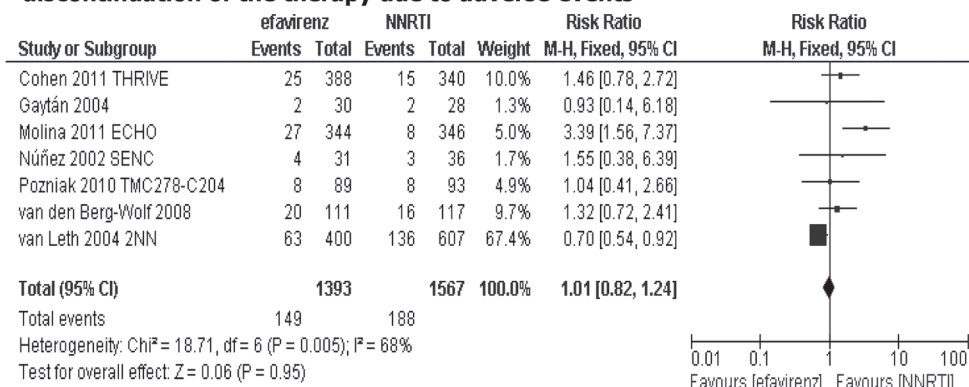 discontinuation of the therapy due to adverse events
efavirenz NNRTI Risk Ratio Risk Ratio
Study or Subgroup Events Total Events Total Weight M-H, Fixed, 95% CI M-H, Fixed, 95% CI
Cohen 2011 THRIVE 25 388 15 340 10.0% 1.46 [0.78, 2.72]
Gaytán 2004 2 30 2 28 1.3% 0.93 [0.14, 6.18]
Molina 2011 ECHO 27 344 8 346 5.0% 3.39 [1.56, 7.37]
Núñez 2002 SENC 4 31 3 36 1.7% 1.55 [0.38, 6.39]
Pozniak 2010 TMC278-C204 8 89 8 93 4.9% 1.04 [0.41, 2.66]
van den Berg-Wolf 2008 20 111 16 117 9.7% 1.32 [0.72, 2.41]
van Leth 2004 2NN 63 400 136 607 67.4% 0.70 [0.54, 0.92]
Total (95% CI) 1393 1567 100.0% 1.01 [0.82, 1.24]
Total events 149 188
Heterogeneity: Chi² = 18.71, df = 6 (P = 0.005); I² = 68%
Test for overall effect: Z = 0.06 (P = 0.95)
0.01 0.1 1 10 100
Favours [efavirenz] Favours [NNRTI]